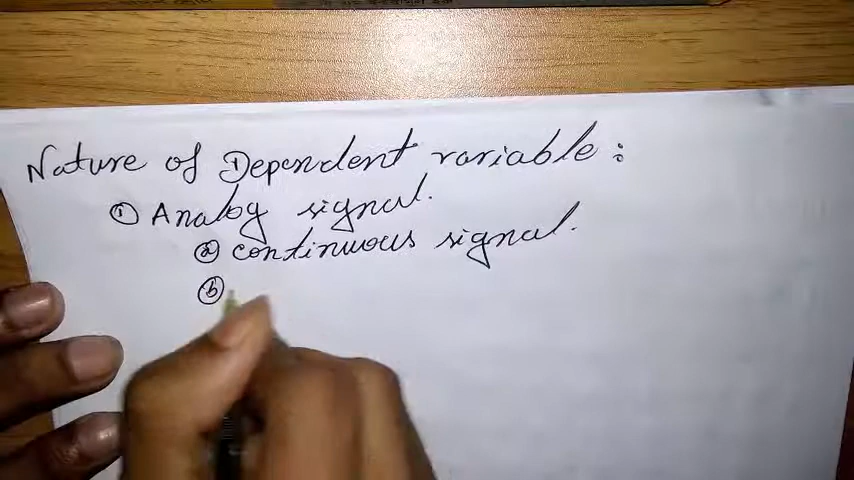 Nature of Dependent variable :
① Analog signal.
ⓐ continuous signal.
ⓑ